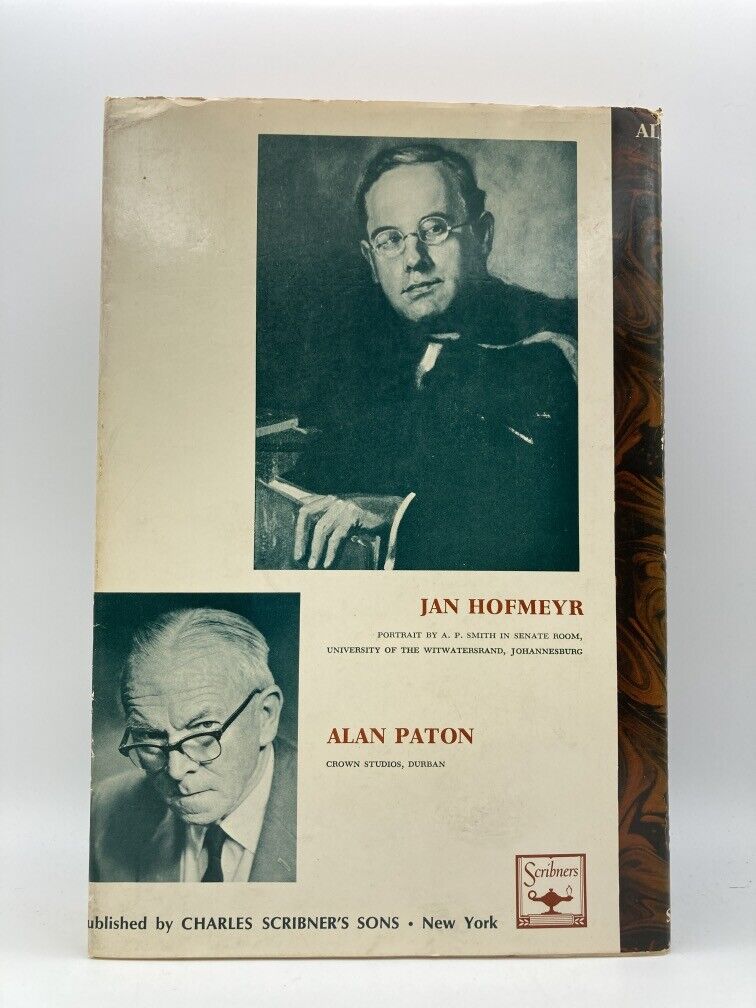 AL
JAN HOFMEYR
PORTRAIT BY A. P. SMITH IN SENATE ROOM,
UNIVERSITY OF THE WITWATERSRAND, JOHANNESBURG
ALAN PATON
CROWN STUDIOS, DURBAN
Scribners
ublished by CHARLES SCRIBNER'S SONS • New York
S